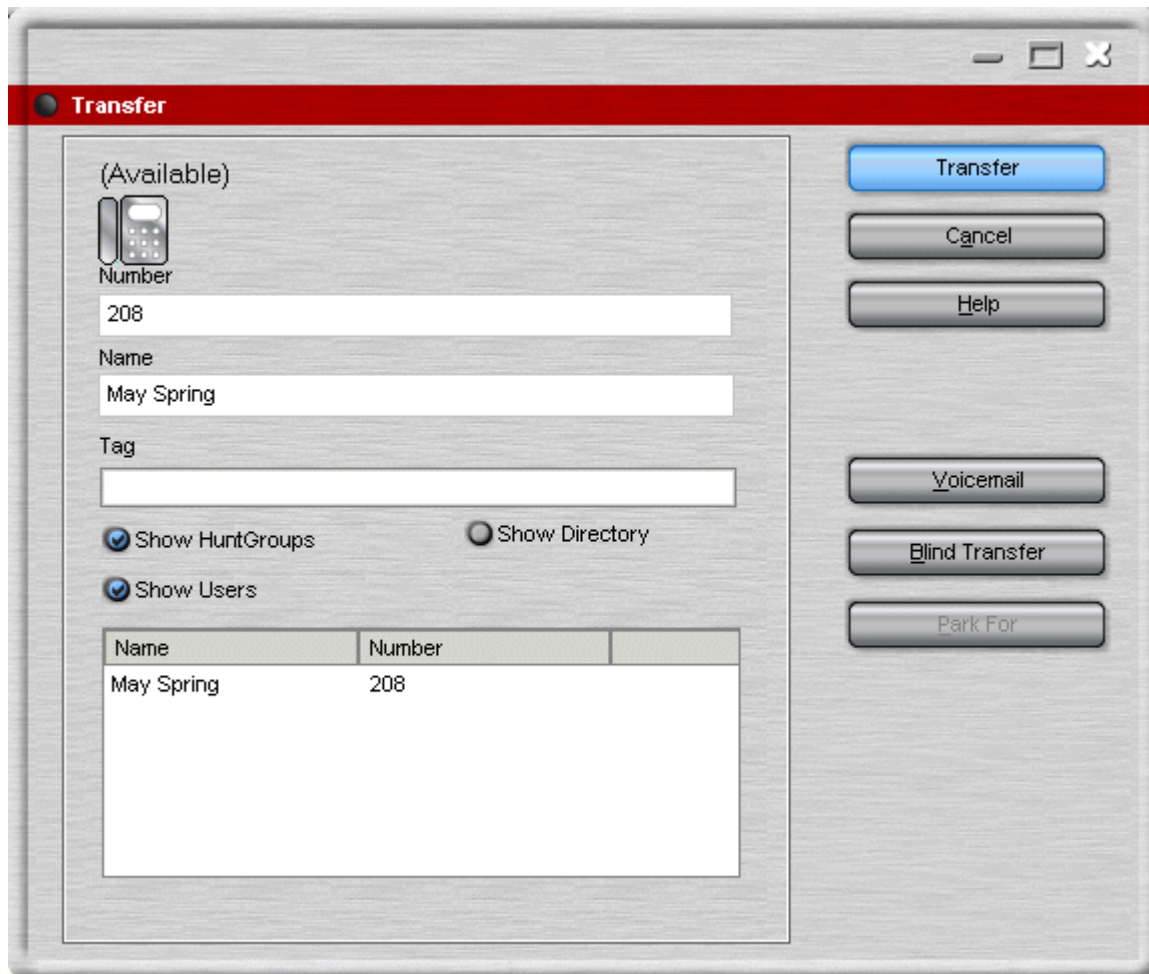 Transfer
(Available)
Number
208
Name
May Spring
Tag
Show HuntGroups
Show Directory
Show Users
Name Number
May Spring 208
Transfer
Cancel
Help
Voicemail
Blind Transfer
Park For